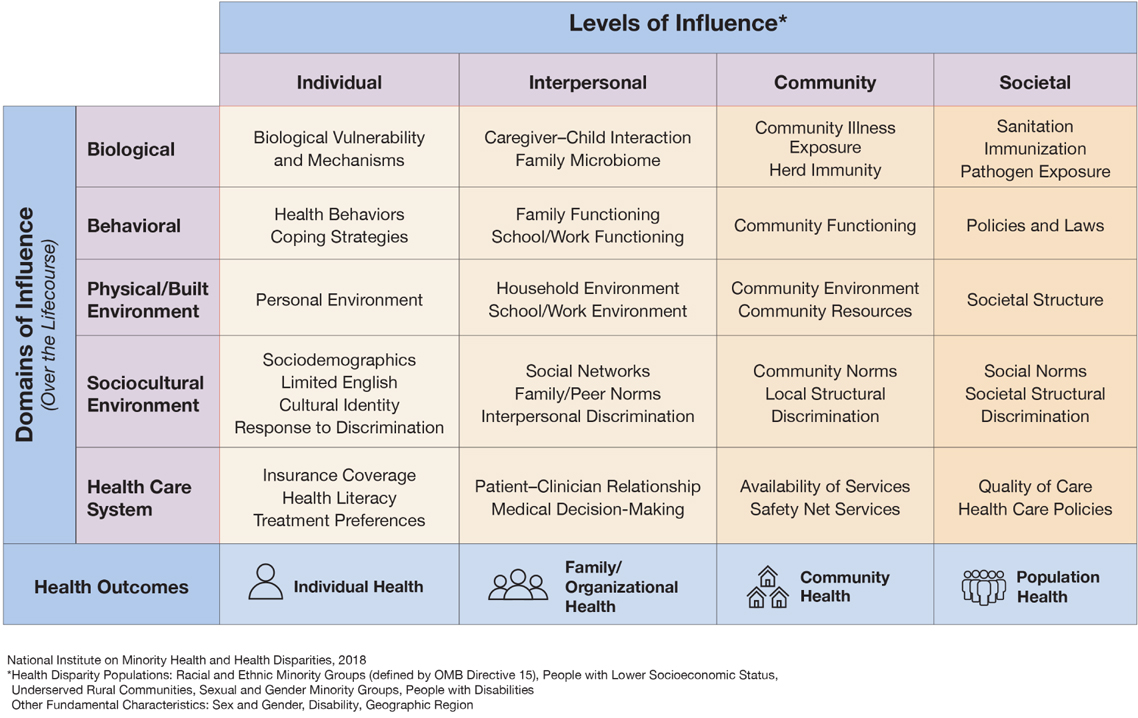 Levels of Influence*
Individual
Interpersonal
Community
Societal
Domains of Influence
(Over the Lifecourse)
Biological
Biological Vulnerability
and Mechanisms
Caregiver–Child Interaction
Family Microbiome
Community Illness
Exposure
Herd Immunity
Sanitation
Immunization
Pathogen Exposure
Behavioral
Health Behaviors
Coping Strategies
Family Functioning
School/Work Functioning
Community Functioning
Policies and Laws
Physical/Built
Environment
Personal Environment
Household Environment
School/Work Environment
Community Environment
Community Resources
Societal Structure
Sociocultural
Environment
Sociodemographics
Limited English
Cultural Identity
Response to Discrimination
Social Networks
Family/Peer Norms
Interpersonal Discrimination
Community Norms
Local Structural
Discrimination
Social Norms
Societal Structural
Discrimination
Health Care
System
Insurance Coverage
Health Literacy
Treatment Preferences
Patient–Clinician Relationship
Medical Decision-Making
Availability of Services
Safety Net Services
Quality of Care
Health Care Policies
Health Outcomes
Individual Health
Family/
Organizational
Health
Community
Health
Population
Health
National Institute on Minority Health and Health Disparities, 2018
*Health Disparity Populations: Racial and Ethnic Minority Groups (defined by OMB Directive 15), People with Lower Socioeconomic Status,
Underserved Rural Communities, Sexual and Gender Minority Groups, People with Disabilities
Other Fundamental Characteristics: Sex and Gender, Disability, Geographic Region